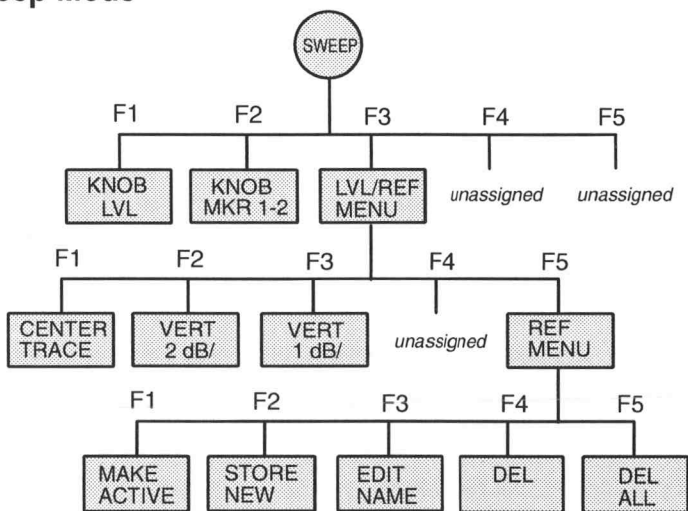 SWEEP
F1 F2 F3 F4 F5
KNOB LVL
KNOB MKR 1-2
LVL/REF MENU
unassigned
unassigned
F1 F2 F3 F4 F5
CENTER TRACE
VERT 2 dB/
VERT 1 dB/
unassigned
REF MENU
F1 F2 F3 F4 F5
MAKE ACTIVE
STORE NEW
EDIT NAME
DEL
DEL ALL